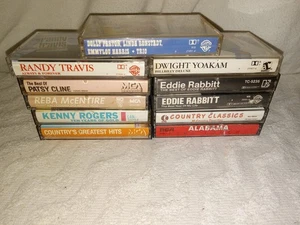 DOLLY PARTON, LINDA RONSTADT,
EMMYLOU HARRIS • TRIO
RANDY TRAVIS
ALWAYS & FOREVER
The Best Of
PATSY CLINE
MCA
REBA McENTIRE
KENNY ROGERS
COUNTRY'S GREATEST HITS
MCA
DWIGHT YOAKAM
HILLBILLY DELUXE
Eddie Rabbitt
EDDIE RABBITT
COUNTRY CLASSICS
ALABAMA